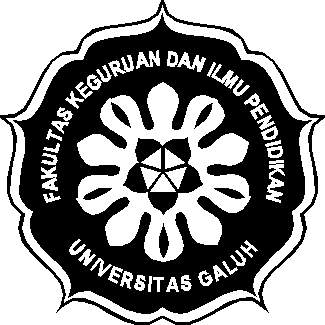 FAKULTAS KEGURUAN DAN ILMU PENDIDIKAN
UNIVERSITAS GALUH